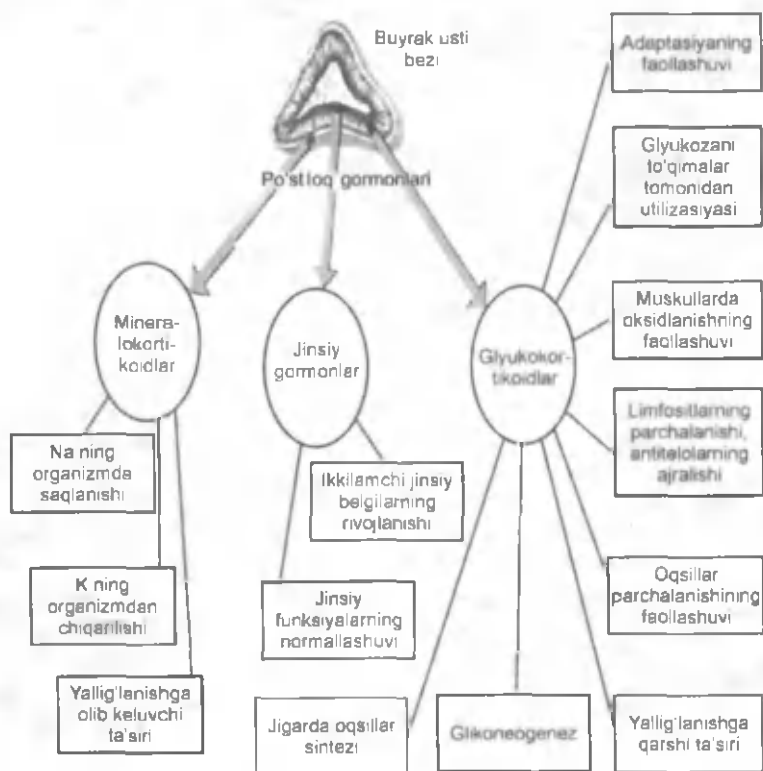 Buyrak usti
bezi
Po'stloq gormonlari
Minera-
lokorti-
koidlar
Jinsiy
gormonlar
Glyukokor-
tikoidlar
Na ning
organizmda
saqlanishi
K ning
organizmdan
chiqarilishi
Yallig'lanishga
olib keluvchi
ta'siri
Ikkilamchi jinsiy
belgilarning
rivojlanishi
Jinsiy
funksiyalarning
normallashuvi
Adaptasiyaning
faollashuvi
Glyukozani
to'qimalar
tomonidan
utilizasiyasi
Muskullarda
oksidlanishning
faollashuvi
Limfositlarning
parchalanishi,
antitelolarning
ajralishi
Oqsillar
parchalanishining
faollashuvi
Jigarda oqsillar
sintezi
Glikoneogenez
Yallig'lanishga
qarshi ta'siri